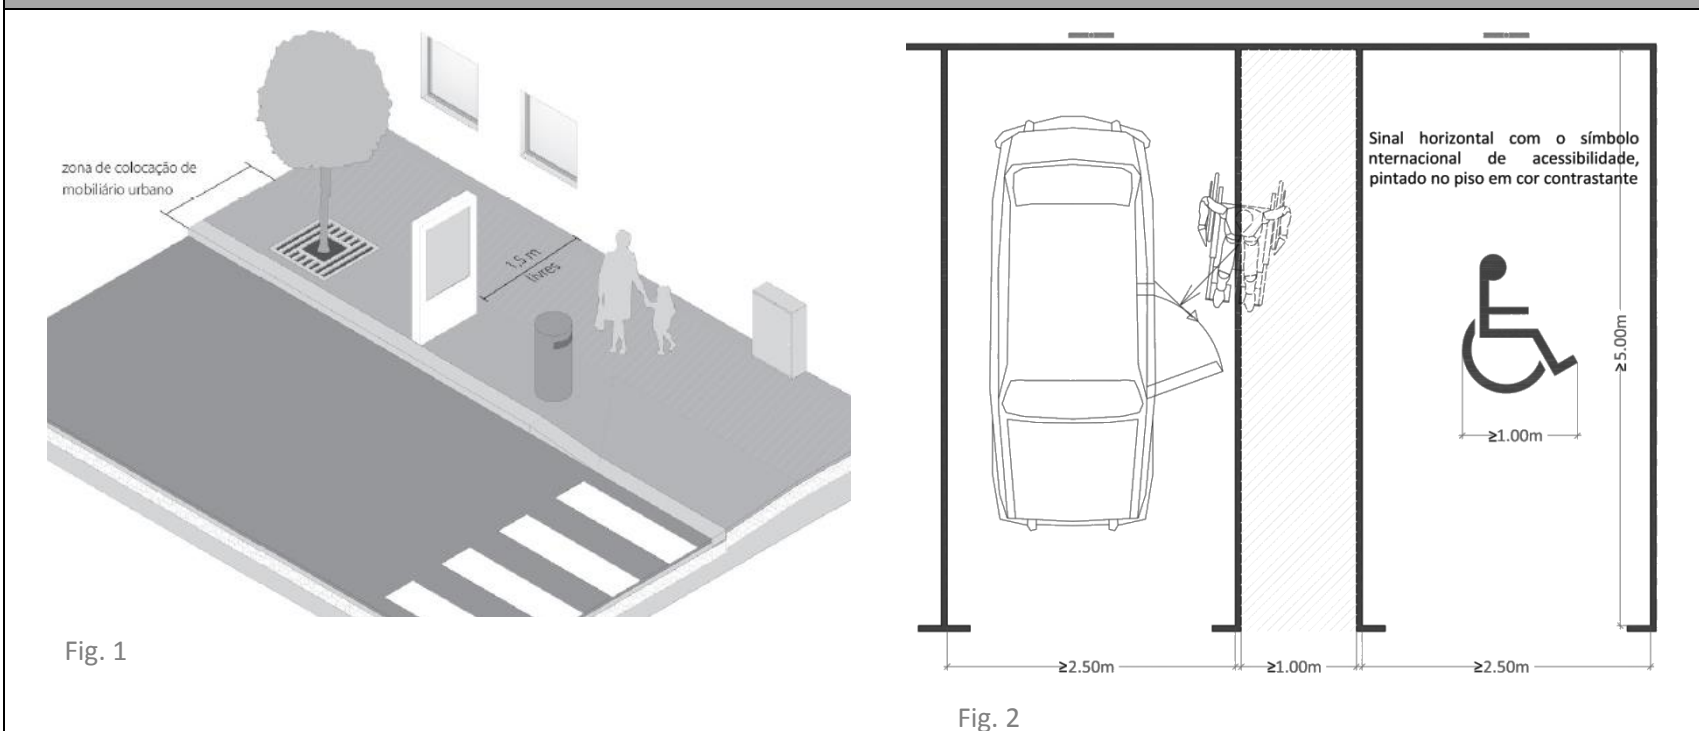 zona de colocação de
mobiliário urbano
1,5 m
livres
Fig. 1
Sinal horizontal com o símbolo
nternacional de acessibilidade,
pintado no piso em cor contrastante
≥5.00m
≥1.00m
≥2.50m
≥1.00m
≥2.50m
Fig. 2